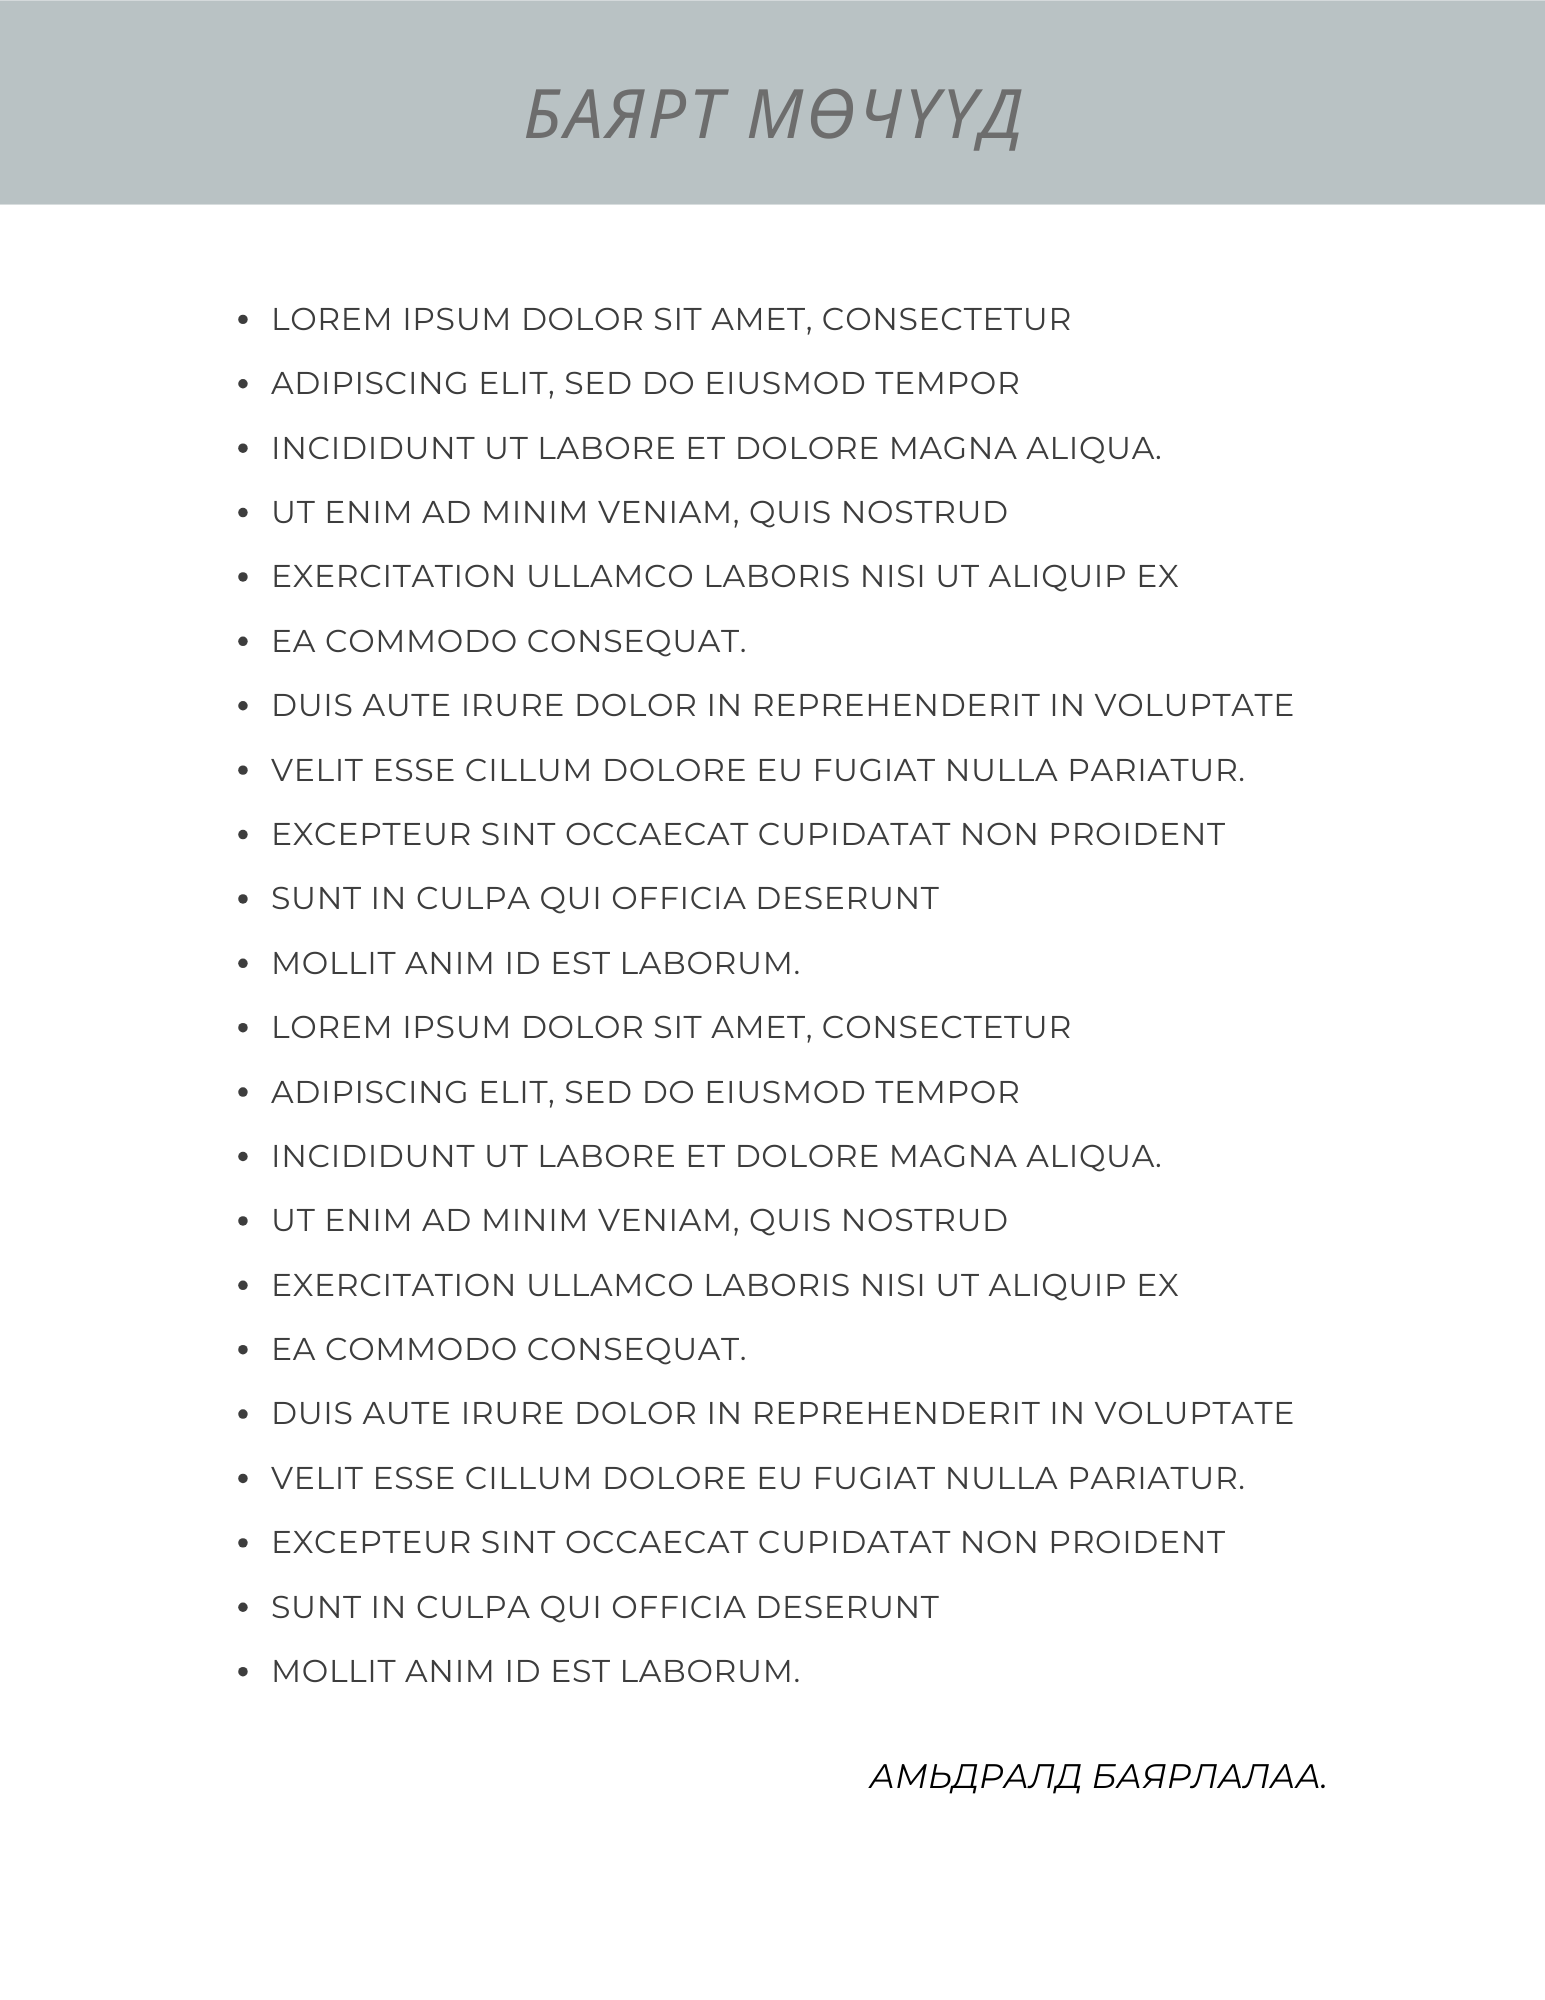 БАЯРТ МӨЧҮҮД
• LOREM IPSUM DOLOR SIT AMET, CONSECTETUR
• ADIPISCING ELIT, SED DO EIUSMOD TEMPOR
• INCIDIDUNT UT LABORE ET DOLORE MAGNA ALIQUA.
• UT ENIM AD MINIM VENIAM, QUIS NOSTRUD
• EXERCITATION ULLAMCO LABORIS NISI UT ALIQUIP EX
• EA COMMODO CONSEQUAT.
• DUIS AUTE IRURE DOLOR IN REPREHENDERIT IN VOLUPTATE
• VELIT ESSE CILLUM DOLORE EU FUGIAT NULLA PARIATUR.
• EXCEPTEUR SINT OCCAECAT CUPIDATAT NON PROIDENT
• SUNT IN CULPA QUI OFFICIA DESERUNT
• MOLLIT ANIM ID EST LABORUM.
• LOREM IPSUM DOLOR SIT AMET, CONSECTETUR
• ADIPISCING ELIT, SED DO EIUSMOD TEMPOR
• INCIDIDUNT UT LABORE ET DOLORE MAGNA ALIQUA.
• UT ENIM AD MINIM VENIAM, QUIS NOSTRUD
• EXERCITATION ULLAMCO LABORIS NISI UT ALIQUIP EX
• EA COMMODO CONSEQUAT.
• DUIS AUTE IRURE DOLOR IN REPREHENDERIT IN VOLUPTATE
• VELIT ESSE CILLUM DOLORE EU FUGIAT NULLA PARIATUR.
• EXCEPTEUR SINT OCCAECAT CUPIDATAT NON PROIDENT
• SUNT IN CULPA QUI OFFICIA DESERUNT
• MOLLIT ANIM ID EST LABORUM.
АМЬДРАЛД БАЯРЛАЛАА.